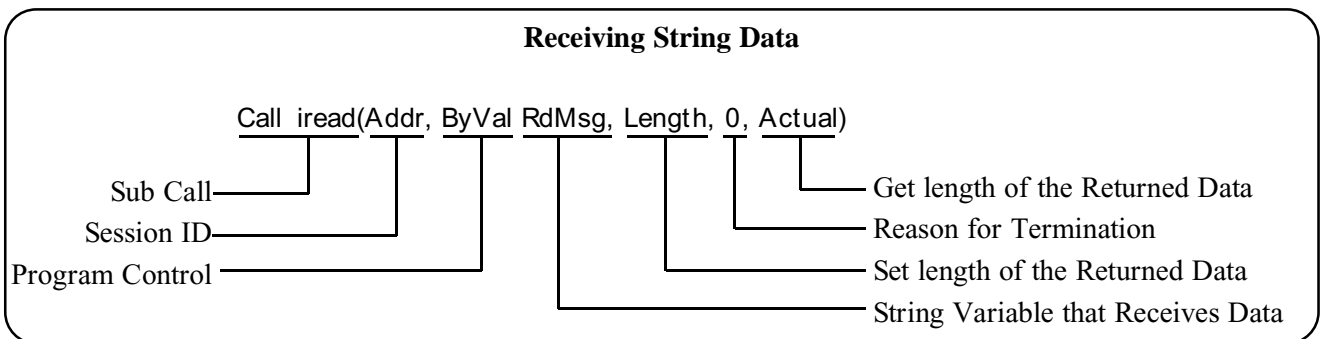 Receiving String Data
Call iread(Addr, ByVal RdMsg, Length, 0, Actual)
Sub Call
Session ID
Program Control
Get length of the Returned Data
Reason for Termination
Set length of the Returned Data
String Variable that Receives Data